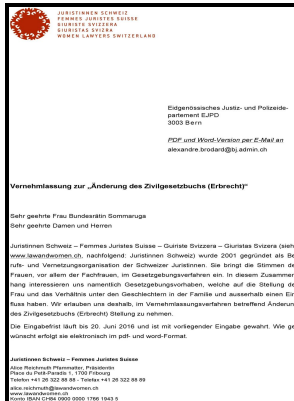 JURISTINNEN SCHWEIZ
FEMMES JURISTES SUISSE
GIURISTE SVIZZERA
GIURISTAS SVIZRA
WOMEN LAWYERS SWITZERLAND
Eidgenössisches Justiz- und Polizeide-
partement EJPD
3003 Bern
PDF und Word-Version per E-Mail an
alexandre.brodard@bj.admin.ch
Vernehmlassung zur „Änderung des Zivilgesetzbuchs (Erbrecht)“
Sehr geehrte Frau Bundesrätin Sommaruga
Sehr geehrte Damen und Herren
Juristinnen Schweiz – Femmes Juristes Suisse – Guiriste Svizzera – Giuristas Svizera (sieh
www.lawandwomen.ch, nachfolgend: Juristinnen Schweiz) wurde 2001 gegründet als Be
rufs- und Vernetzungsorganisation der Schweizer Juristinnen. Sie bringt die Stimmen de
Frauen, vor allem der Fachfrauen, im Gesetzgebungsverfahren ein. In diesem Zusammen
hang interessieren uns namentlich Gesetzgebungsvorhaben, welche auf die Stellung de
Frau und das Verhältnis unter den Geschlechtern in der Familie und ausserhalb einen Ein
fluss haben. Wir erlauben uns deshalb, im Vernehmlassungsverfahren betreffend Änderun
des Zivilgesetzbuchs (Erbrecht) Stellung zu nehmen.
Die Eingabefrist läuft bis 20. Juni 2016 und ist mit vorliegender Eingabe gewahrt. Wie ge
wünscht erfolgt sie elektronisch im pdf- und word-Format.
Juristinnen Schweiz – Femmes Juristes Suisse
Alice Reichmuth Pfammatter, Präsidentin
Place du Petit-Paradis 1, 1700 Fribourg
Telefon +41 26 322 88 88 - Telefax +41 26 322 88 89
alice.reichmuth@lawandwomen.ch
www.lawandwomen.ch
Konto IBAN CH84 0900 0000 1766 1943 5